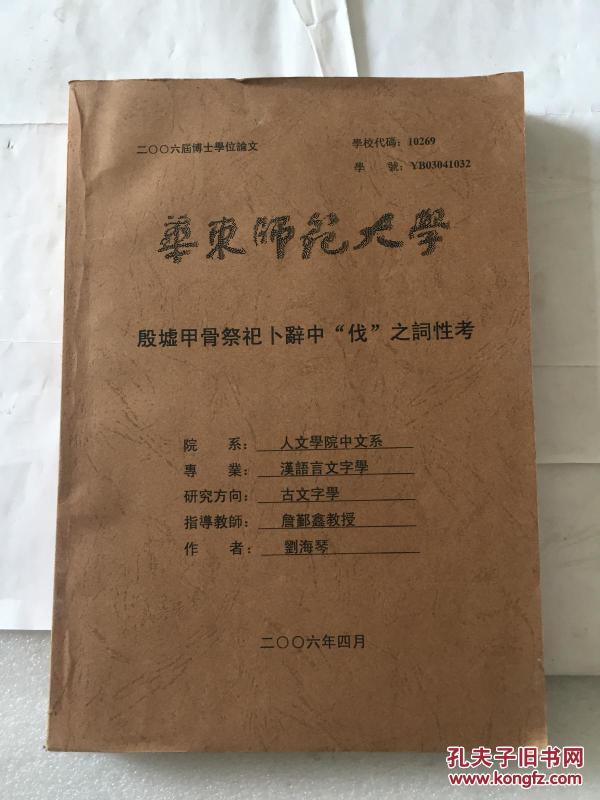 二〇〇六屆博士學位論文
學校代碼：10269
學 號：YB03041032
華東師範大學
殷墟甲骨祭祀卜辭中“伐”之詞性考
院 系：人文學院中文系
專 業：漢語言文字學
研究方向：古文字學
指導教師：詹鄞鑫教授
作 者：劉海琴
二〇〇六年四月
孔夫子旧书网
www.kongfz.com